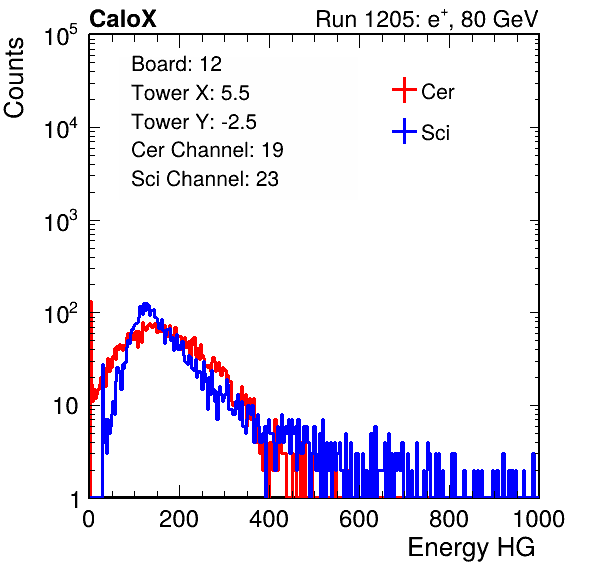 CaloX Run 1205: e⁺, 80 GeV
Counts
10⁵
10⁴
10³
10²
10
1
Board: 12
Tower X: 5.5
Tower Y: -2.5
Cer Channel: 19
Sci Channel: 23
Cer
Sci
0 200 400 600 800 1000
Energy HG